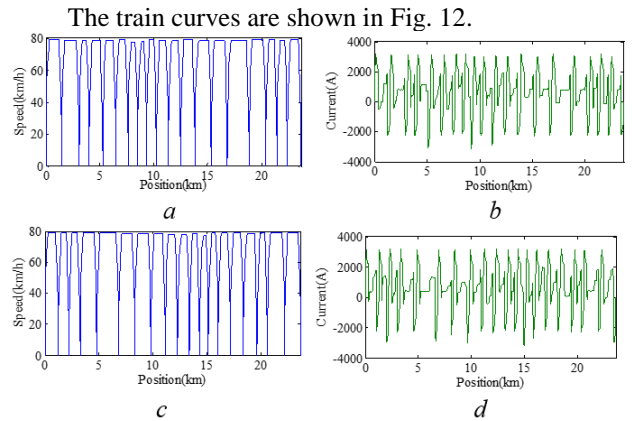 The train curves are shown in Fig. 12.
80
60
40
20
0
Speed(km/h)
0 5 10 15 20
Position(km)
a
4000
2000
0
-2000
-4000
Current(A)
0 5 10 15 20
Position(km)
b
80
60
40
20
0
Speed(km/h)
0 5 10 15 20
Position(km)
c
4000
2000
0
-2000
-4000
Current(A)
0 5 10 15 20
Position(km)
d